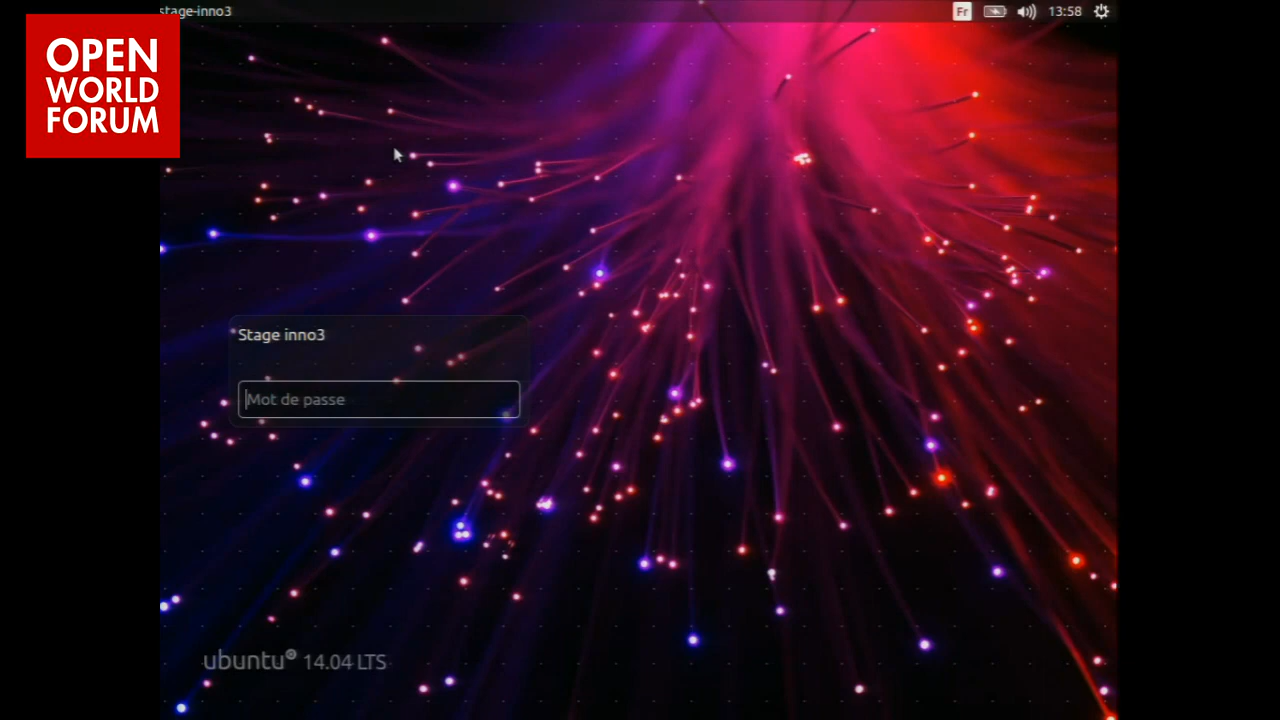 stage-inno3
Fr
13:58
OPEN
WORLD
FORUM
Stage inno3
Mot de passe
ubuntu® 14.04 LTS